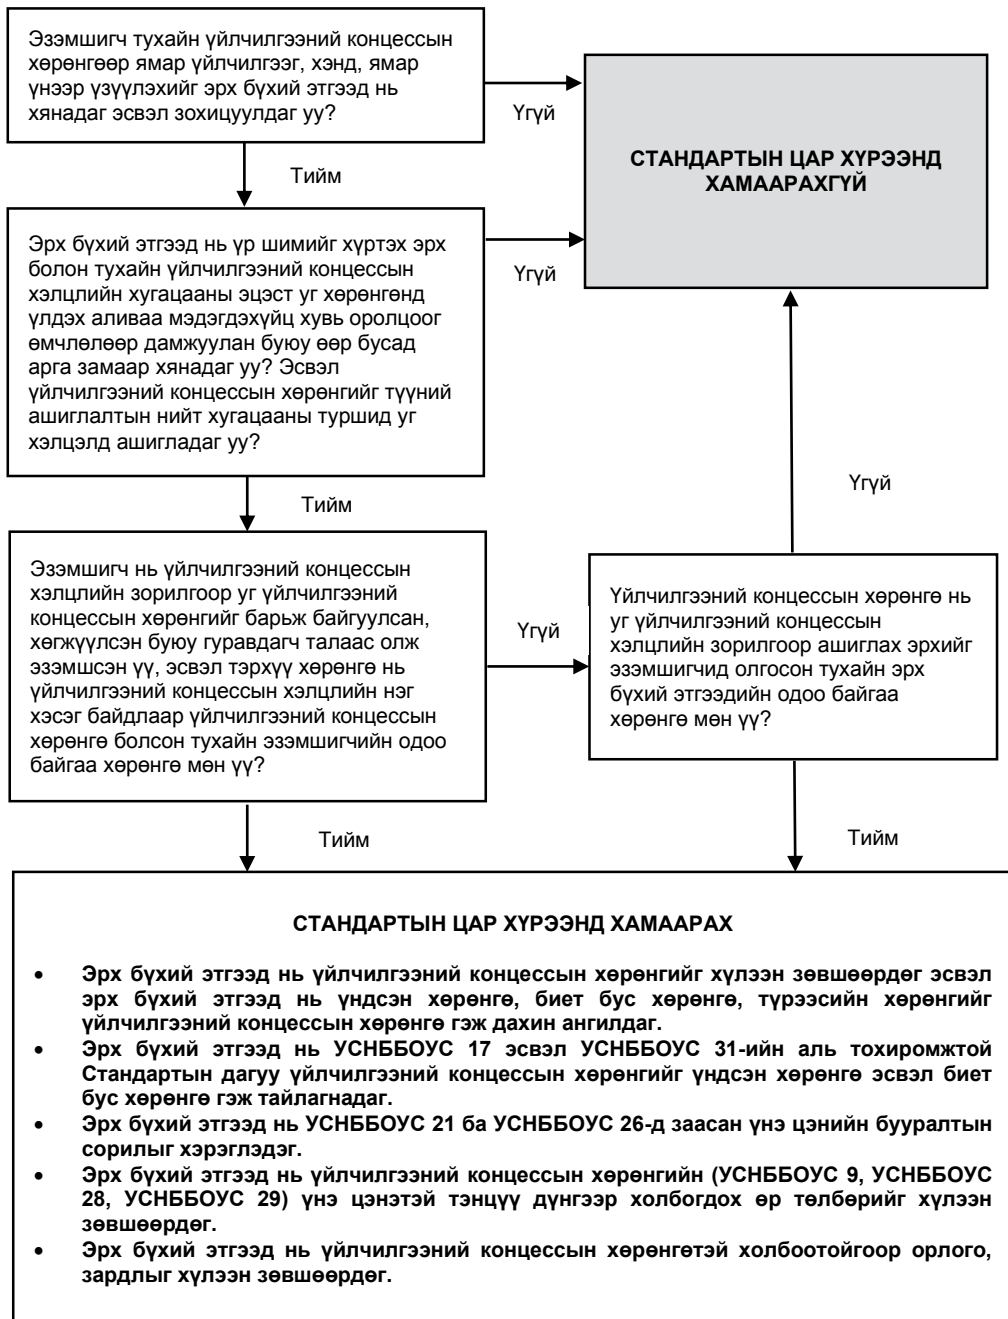 Эзэмшигч тухайн үйлчилгээний концессын
хөрөнгөөр ямар үйлчилгээг, хэнд, ямар
үнээр үзүүлэхийг эрх бүхий этгээд нь
хянадаг эсвэл зохицуулдаг уу?
Үгүй
СТАНДАРТЫН ЦАР ХҮРЭЭНД
ХАМААРАХГҮЙ
Тийм
Эрх бүхий этгээд нь үр шимийг хүртэх эрх
болон тухайн үйлчилгээний концессын
хэлцлийн хугацааны эцэст уг хөрөнгөнд
үлдэх аливаа мэдэгдэхүйц хувь оролцоог
өмчлөлөөр дамжуулан буюу өөр бусад
арга замаар хянадаг уу? Эсвэл
үйлчилгээний концессын хөрөнгийг түүний
ашиглалтын нийт хугацааны туршид уг
хэлцэлд ашигладаг уу?
Үгүй
Тийм
Үгүй
Эзэмшигч нь үйлчилгээний концессын
хэлцлийн зорилгоор уг үйлчилгээний
концессын хөрөнгийг барьж байгуулсан,
хөгжүүлсэн буюу гуравдагч талаас олж
эзэмшсэн үү, эсвэл тэрхүү хөрөнгө нь
үйлчилгээний концессын хэлцлийн нэг
хэсэг байдлаар үйлчилгээний концессын
хөрөнгө болсон тухайн эзэмшигчийн одоо
байгаа хөрөнгө мөн үү?
Үгүй
Үйлчилгээний концессын хөрөнгө нь
уг үйлчилгээний концессын
хэлцлийн зорилгоор ашиглах эрхийг
эзэмшигчид олгосон тухайн эрх
бүхий этгээдийн одоо байгаа
хөрөнгө мөн үү?
Тийм
Тийм
СТАНДАРТЫН ЦАР ХҮРЭЭНД ХАМААРАХ
• Эрх бүхий этгээд нь үйлчилгээний концессын хөрөнгийг хүлээн зөвшөөрдөг эсвэл
эрх бүхий этгээд нь үндсэн хөрөнгө, биет бус хөрөнгө, түрээсийн хөрөнгийг
үйлчилгээний концессын хөрөнгө гэж дахин ангилдаг.
• Эрх бүхий этгээд нь УСНББОУС 17 эсвэл УСНББОУС 31-ийн аль тохиромжтой
Стандартын дагуу үйлчилгээний концессын хөрөнгийг үндсэн хөрөнгө эсвэл биет
бус хөрөнгө гэж тайлагнадаг.
• Эрх бүхий этгээд нь УСНББОУС 21 ба УСНББОУС 26-д заасан үнэ цэнийн бууралтын
сорилыг хэрэглэдэг.
• Эрх бүхий этгээд нь үйлчилгээний концессын хөрөнгийн (УСНББОУС 9, УСНББОУС
28, УСНББОУС 29) үнэ цэнэтэй тэнцүү дүнгээр холбогдох өр төлбөрийг хүлээн
зөвшөөрдөг.
• Эрх бүхий этгээд нь үйлчилгээний концессын хөрөнгөтэй холбоотойгоор орлого,
зардлыг хүлээн зөвшөөрдөг.